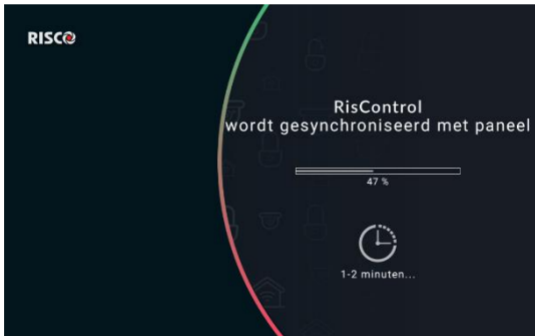 RISCO
RisControl
wordt gesynchroniseerd met paneel
47 %
1-2 minuten...